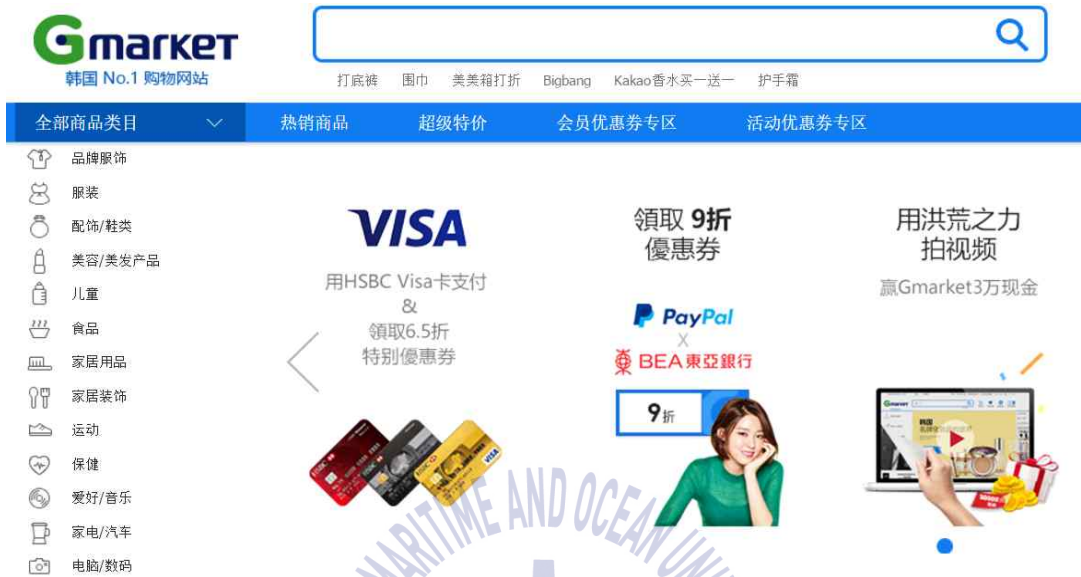 Gmarket
韩国 No.1 购物网站
打底裤 围巾 美美箱打折 Bigbang Kakao香水买一送一 护手霜
全部商品类目 热销商品 超级特价 会员优惠券专区 活动优惠券专区
品牌服饰
服装
配饰/鞋类
美容/美发产品
儿童
食品
家居用品
家居装饰
运动
保健
爱好/音乐
家电/汽车
电脑/数码
VISA
用HSBC Visa卡支付
&
領取6.5折
特别優惠券
領取 9折
優惠券
PayPal
X
BEA東亞銀行
9折
用洪荒之力
拍视频
赢Gmarket3万现金
HSBC
HSBC
VISA
Gmarket
MARITIME AND OCEAN UNI